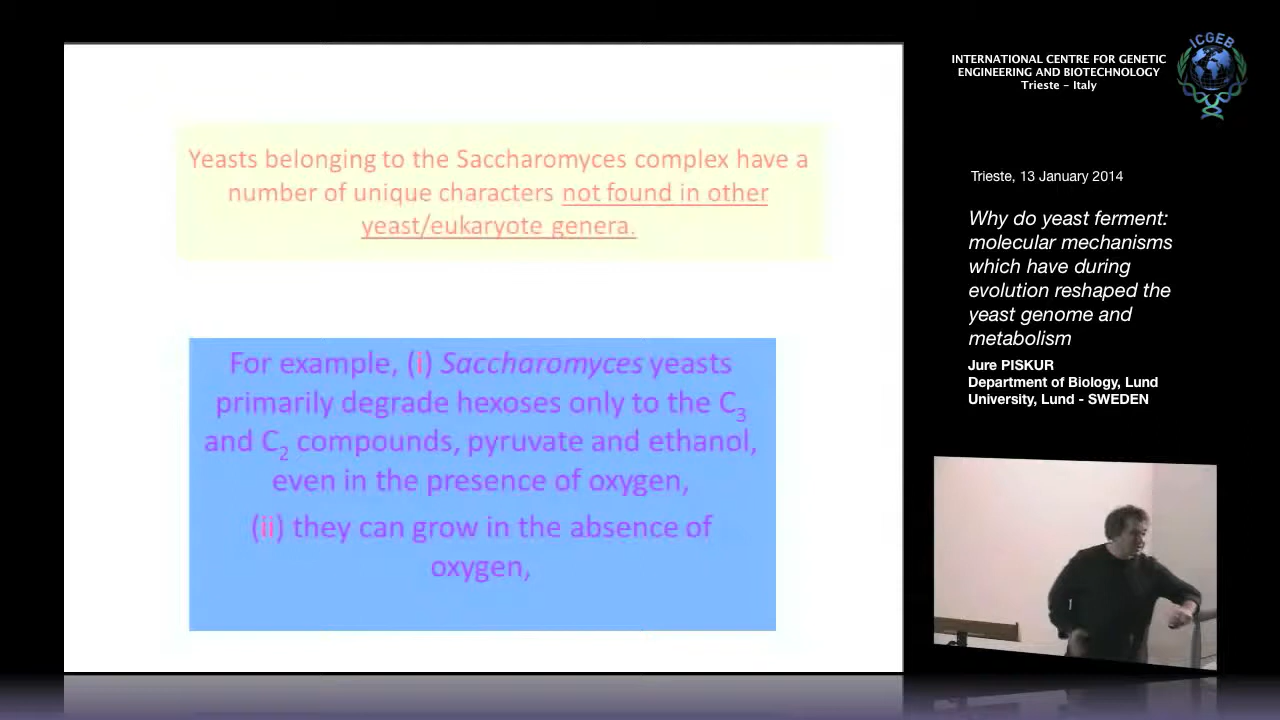 Yeasts belonging to the Saccharomyces complex have a
number of unique characters not found in other
yeast/eukaryote genera.
For example, (i) Saccharomyces yeasts
primarily degrade hexoses only to the C3
and C2 compounds, pyruvate and ethanol,
even in the presence of oxygen,
(ii) they can grow in the absence of
oxygen,
INTERNATIONAL CENTRE FOR GENETIC
ENGINEERING AND BIOTECHNOLOGY
Trieste - Italy
ICGEB
Trieste, 13 January 2014
Why do yeast ferment:
molecular mechanisms
which have during
evolution reshaped the
yeast genome and
metabolism
Jure PISKUR
Department of Biology, Lund
University, Lund - SWEDEN